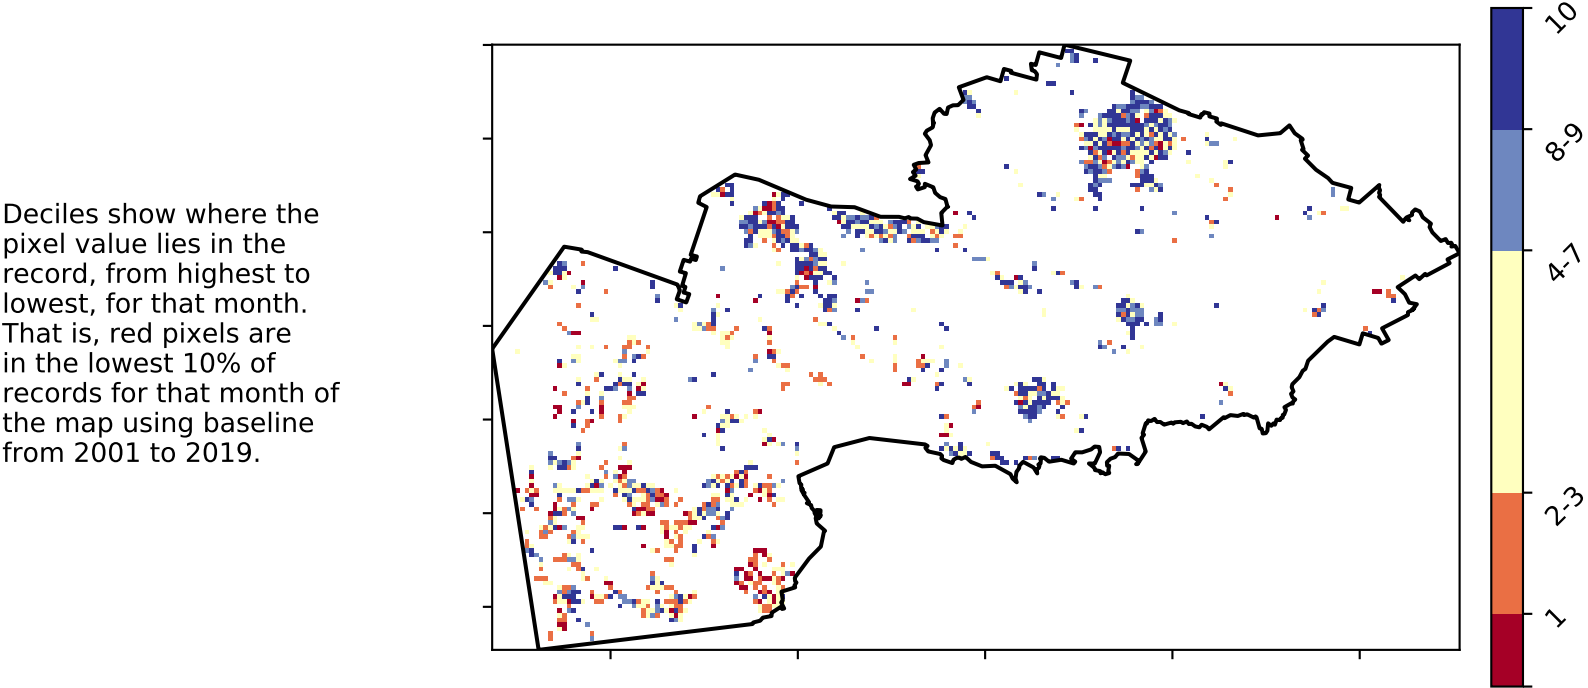 Deciles show where the
pixel value lies in the
record, from highest to
lowest, for that month.
That is, red pixels are
in the lowest 10% of
records for that month of
the map using baseline
from 2001 to 2019.
10
8-9
4-7
2-3
1